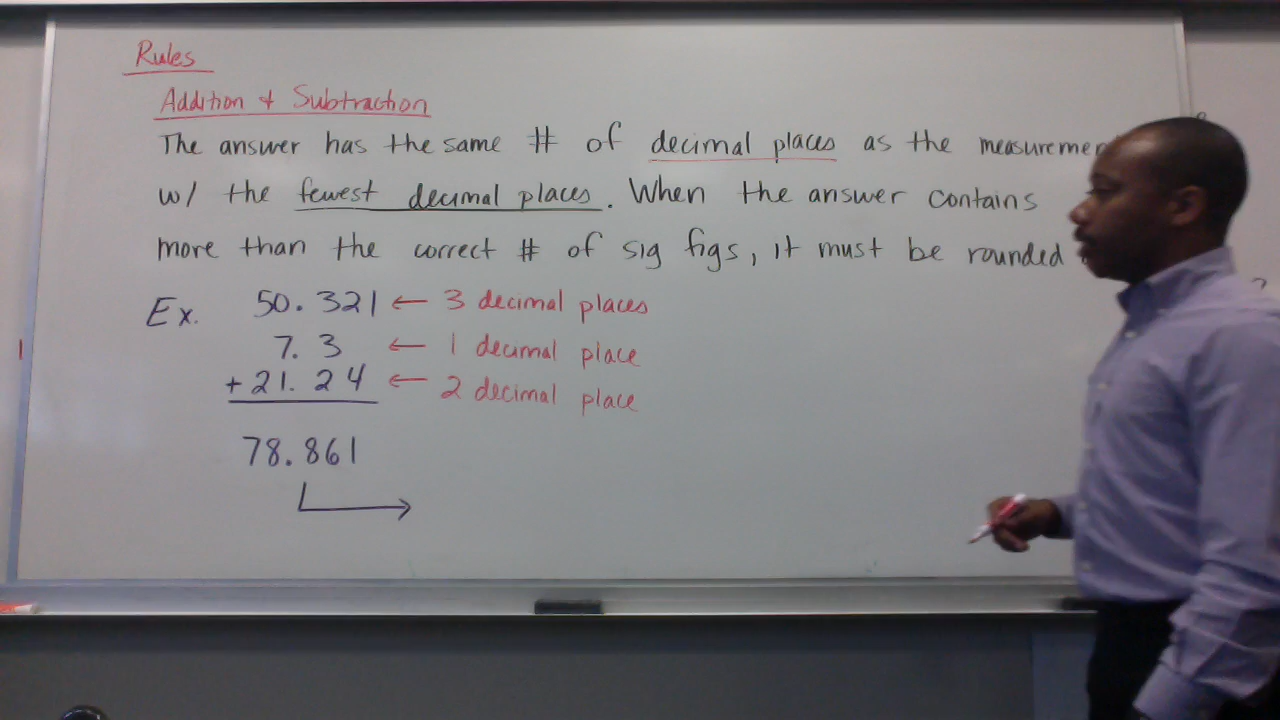 Rules
Addition & Subtraction
The answer has the same # of decimal places as the
w/ the fewest decimal places. When the answer contains
more than the correct # of sig figs, it must be rounded
Ex. 50.321 ← 3 decimal places
7.3 ← 1 decimal place
+ 21.24 ← 2 decimal place
78.861